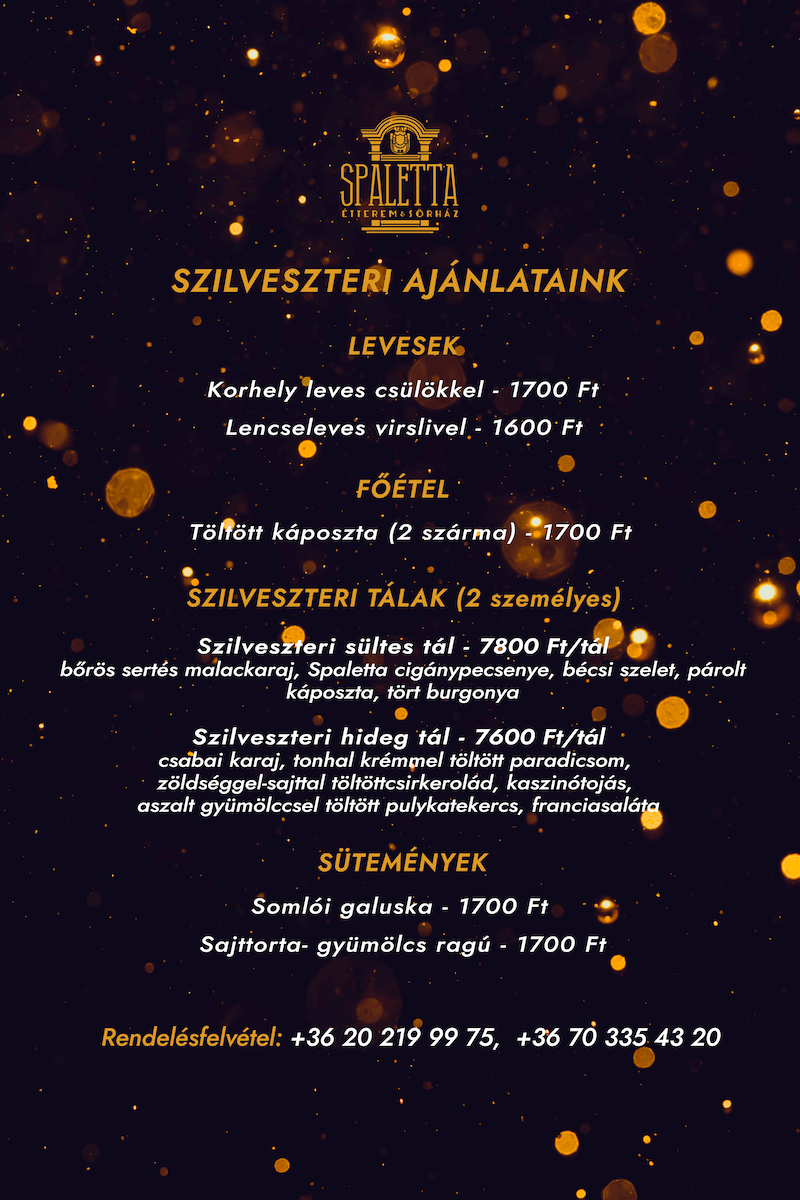 SPALETTA
ÉTTEREM & SÖRHÁZ
SZILVESZTERI AJÁNLATAINK
LEVESEK
Korhely leves csülökkel - 1700 Ft
Lencseleves virslivel - 1600 Ft
FŐÉTEL
Töltött káposzta (2 szárma) - 1700 Ft
SZILVESZTERI TÁLAK (2 személyes)
Szilveszteri sültes tál - 7800 Ft/tál
bőrös sertés malackaraj, Spaletta cigánypecsenye, bécsi szelet, párolt
káposzta, tört burgonya
Szilveszteri hideg tál - 7600 Ft/tál
csabai karaj, tonhal krémmel töltött paradicsom,
zöldséggel-sajttal töltöttcsirkerolád, kaszinótojás,
aszalt gyümölccsel töltött pulykatekercs, franciasaláta
SÜTEMÉNYEK
Somlói galuska - 1700 Ft
Sajttorta- gyümölcs ragú - 1700 Ft
Rendelésfelvétel: +36 20 219 99 75, +36 70 335 43 20